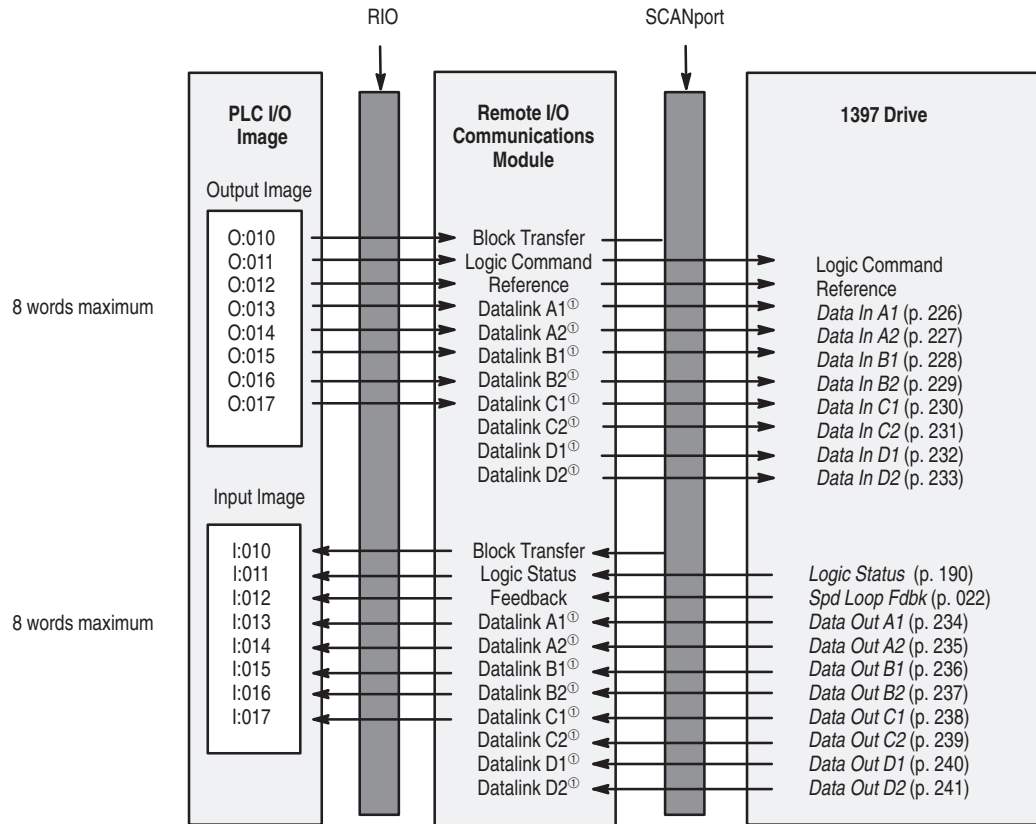 RIO
SCANport
PLC I/O
Image
Remote I/O
Communications
Module
1397 Drive
Output Image
8 words maximum
O:010
O:011
O:012
O:013
O:014
O:015
O:016
O:017
Block Transfer
Logic Command
Reference
Datalink A1①
Datalink A2①
Datalink B1①
Datalink B2①
Datalink C1①
Datalink C2①
Datalink D1①
Datalink D2①
Logic Command
Reference
Data In A1 (p. 226)
Data In A2 (p. 227)
Data In B1 (p. 228)
Data In B2 (p. 229)
Data In C1 (p. 230)
Data In C2 (p. 231)
Data In D1 (p. 232)
Data In D2 (p. 233)
Input Image
8 words maximum
I:010
I:011
I:012
I:013
I:014
I:015
I:016
I:017
Block Transfer
Logic Status
Feedback
Datalink A1①
Datalink A2①
Datalink B1①
Datalink B2①
Datalink C1①
Datalink C2①
Datalink D1①
Datalink D2①
Logic Status (p. 190)
Spd Loop Fdbk (p. 022)
Data Out A1 (p. 234)
Data Out A2 (p. 235)
Data Out B1 (p. 236)
Data Out B2 (p. 237)
Data Out C1 (p. 238)
Data Out C2 (p. 239)
Data Out D1 (p. 240)
Data Out D2 (p. 241)